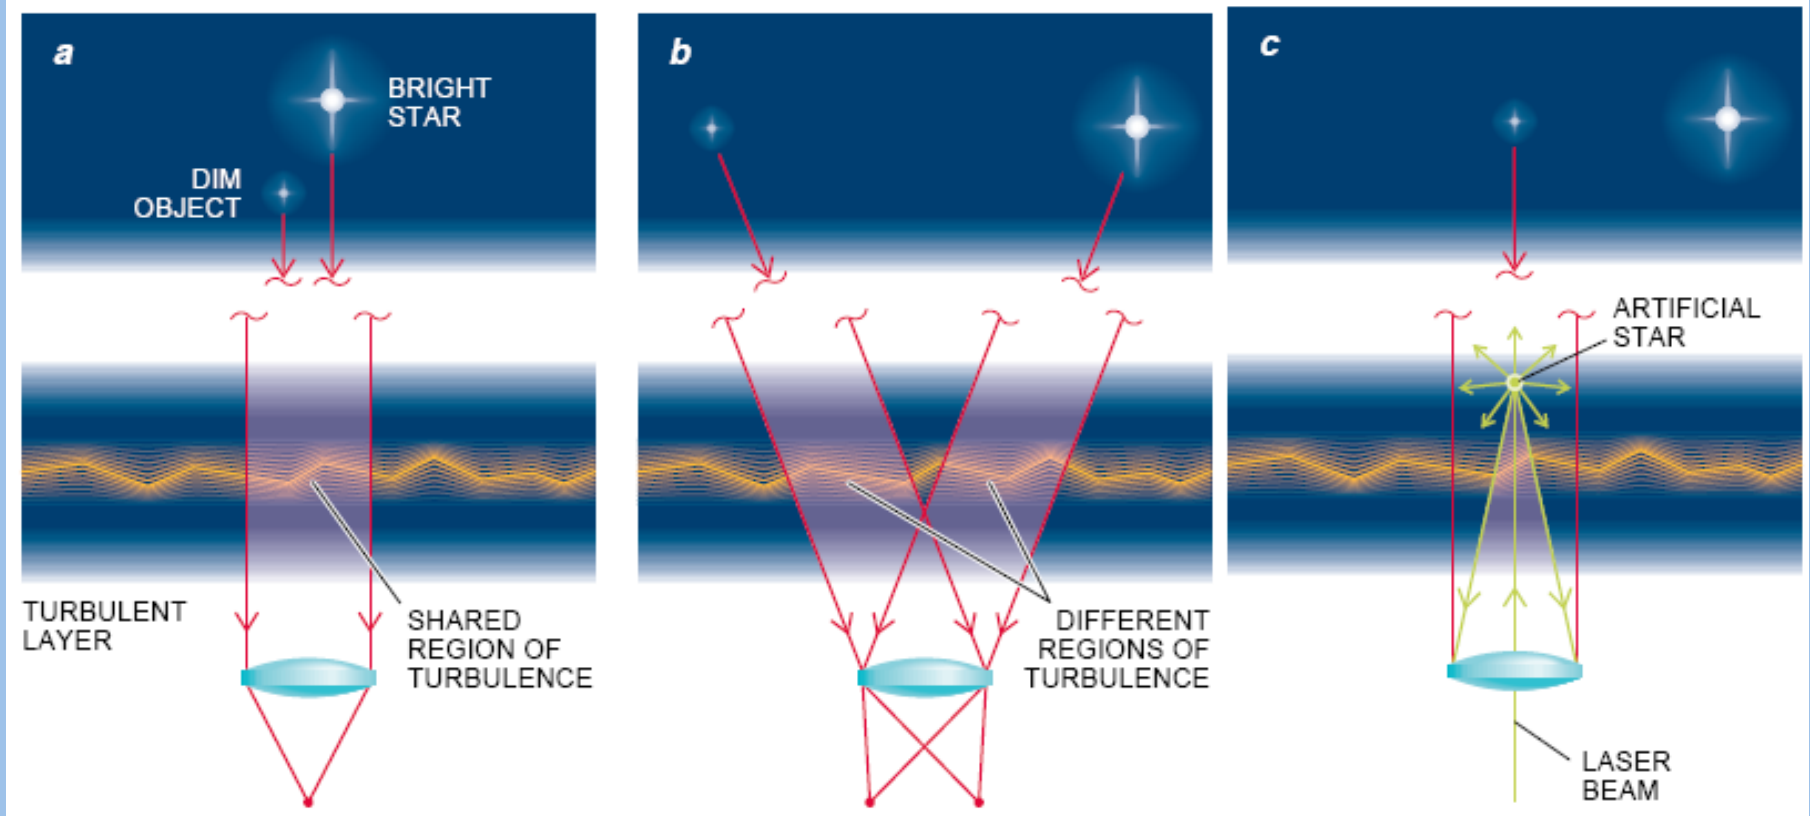 a
BRIGHT
STAR
DIM
OBJECT
TURBULENT
LAYER
SHARED
REGION OF
TURBULENCE
b
DIFFERENT
REGIONS OF
TURBULENCE
c
ARTIFICIAL
STAR
LASER
BEAM